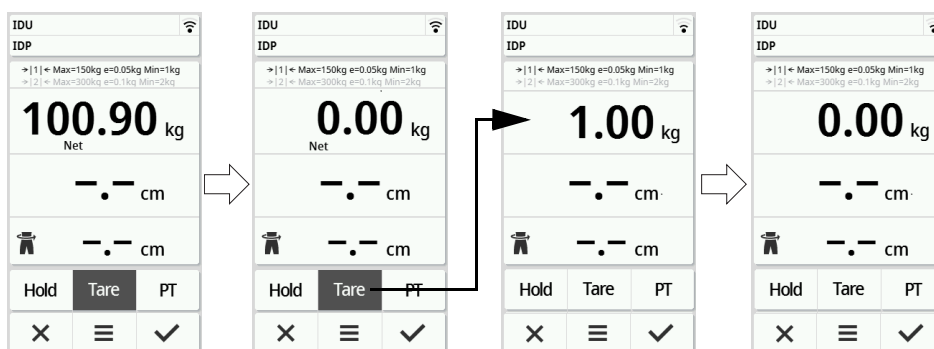 IDU
IDP
→|1|← Max=150kg e=0.05kg Min=1kg
→|2|← Max=300kg e=0.1kg Min=2kg
100.90 kg
Net
–.– cm
–.– cm
Hold Tare PT
IDU
IDP
→|1|← Max=150kg e=0.05kg Min=1kg
→|2|← Max=300kg e=0.1kg Min=2kg
0.00 kg
Net
–.– cm
–.– cm
Hold Tare PT
IDU
IDP
→|1|← Max=150kg e=0.05kg Min=1kg
→|2|← Max=300kg e=0.1kg Min=2kg
1.00 kg
–.– cm
–.– cm
Hold Tare PT
IDU
IDP
→|1|← Max=150kg e=0.05kg Min=1kg
→|2|← Max=300kg e=0.1kg Min=2kg
0.00 kg
–.– cm
–.– cm
Hold Tare PT